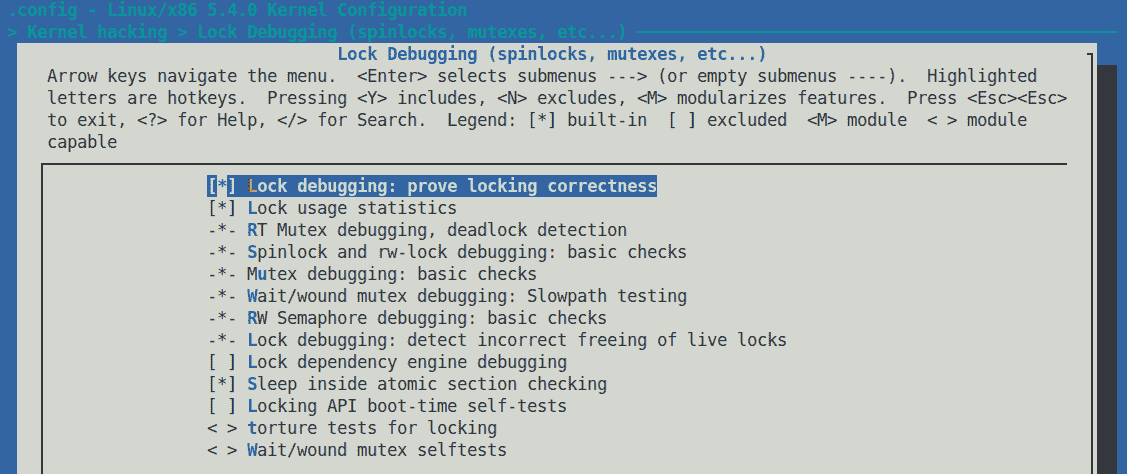 .config - Linux/x86 5.4.0 Kernel Configuration
> Kernel hacking > Lock Debugging (spinlocks, mutexes, etc...)
Lock Debugging (spinlocks, mutexes, etc...)
Arrow keys navigate the menu.  <Enter> selects submenus ---> (or empty submenus ----).  Highlighted
letters are hotkeys.  Pressing <Y> includes, <N> excludes, <M> modularizes features.  Press <Esc><Esc>
to exit, <?> for Help, </> for Search.  Legend: [*] built-in  [ ] excluded  <M> module  < > module
capable
[*] Lock debugging: prove locking correctness
[*] Lock usage statistics
-*- RT Mutex debugging, deadlock detection
-*- Spinlock and rw-lock debugging: basic checks
-*- Mutex debugging: basic checks
-*- Wait/wound mutex debugging: Slowpath testing
-*- RW Semaphore debugging: basic checks
-*- Lock debugging: detect incorrect freeing of live locks
[ ] Lock dependency engine debugging
[*] Sleep inside atomic section checking
[ ] Locking API boot-time self-tests
< > torture tests for locking
< > Wait/wound mutex selftests